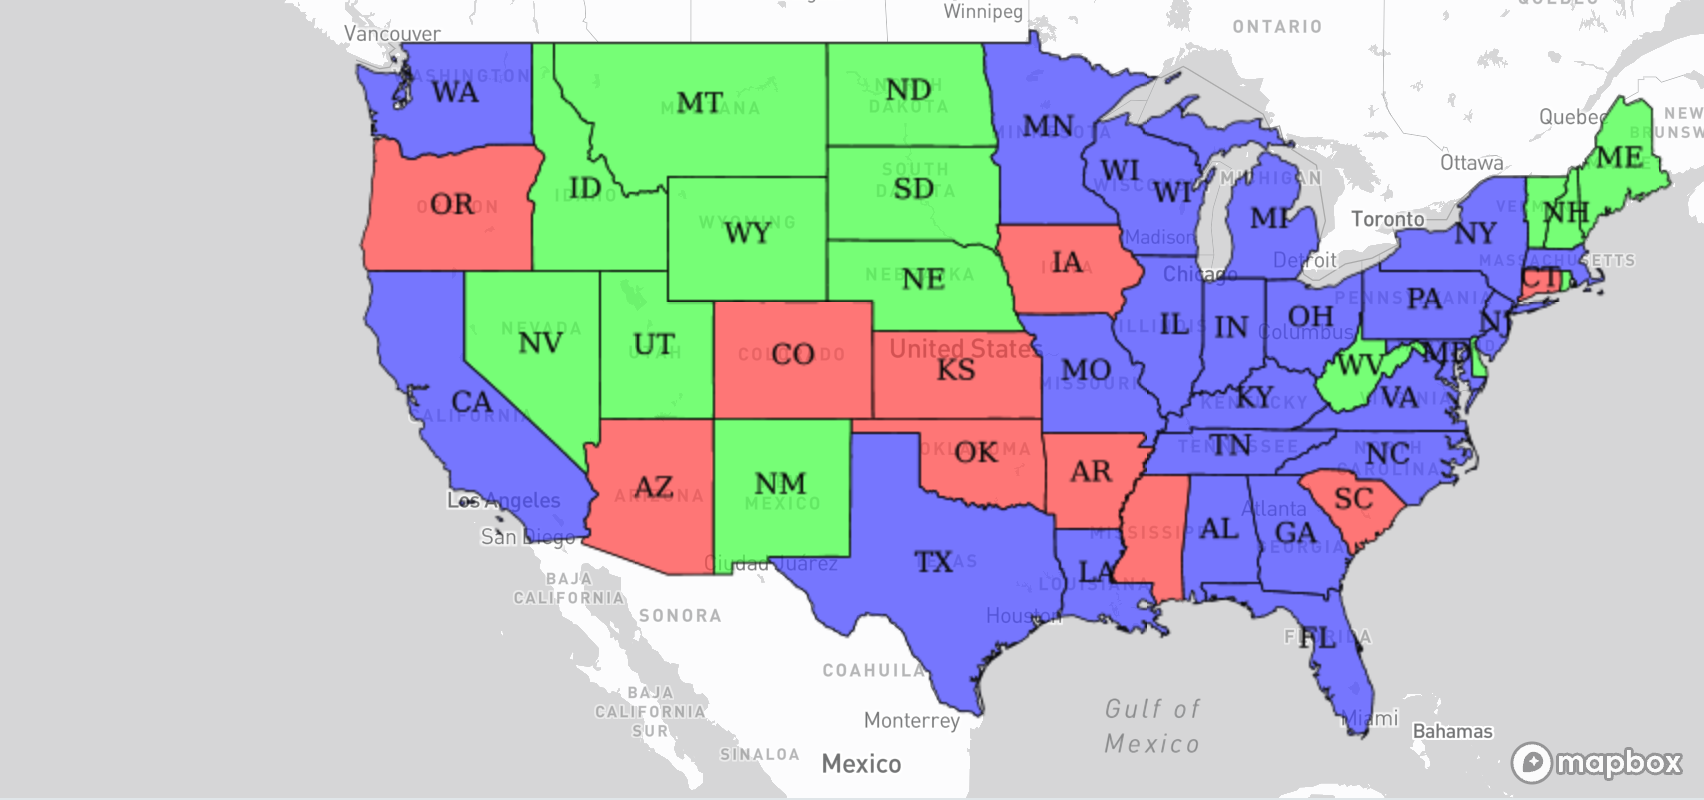 Winnipeg
ONTARIO
Vancouver
WASHINGTON
WA
MT
MONTANA
ND
NORTH
DAKOTA
MN
MINNESOTA
Quebec
NEW
BRUNSW
Ottawa
ME
OR
OREGON
ID
IDAHO
SOUTH
DAKOTA
SD
WI
WISCONSIN
WI
MICHIGAN
MI
Toronto
NY
VERMONT
NH
WY
WYOMING
Madison
MASSACHUSETTS
IA
IOWA
Chicago
Detroit
CT
NE
NEBRASKA
NV
NEVADA
UT
UTAH
CO
COLORADO
United States
KS
MO
MISSOURI
IL
ILLINOIS
IN
OH
Columbus
PA
PENNSYLVANIA
NJ
WV
MD
VA
VIRGINIA
CA
CALIFORNIA
KY
KENTUCKY
TN
TENNESSEE
NC
NORTH
CAROLINA
OK
OKLAHOMA
AR
AZ
ARIZONA
NM
NEW
MEXICO
Los Angeles
San Diego
SC
MISSISSIPPI
AL
Atlanta
GA
GEORGIA
Ciudad Juárez
TX
TEXAS
LA
LOUISIANA
BAJA
CALIFORNIA
SONORA
Houston
FL
FLORIDA
COAHUILA
BAJA
CALIFORNIA
SUR
Monterrey
Gulf of
Mexico
Miami
Bahamas
SINALOA
Mexico
mapbox